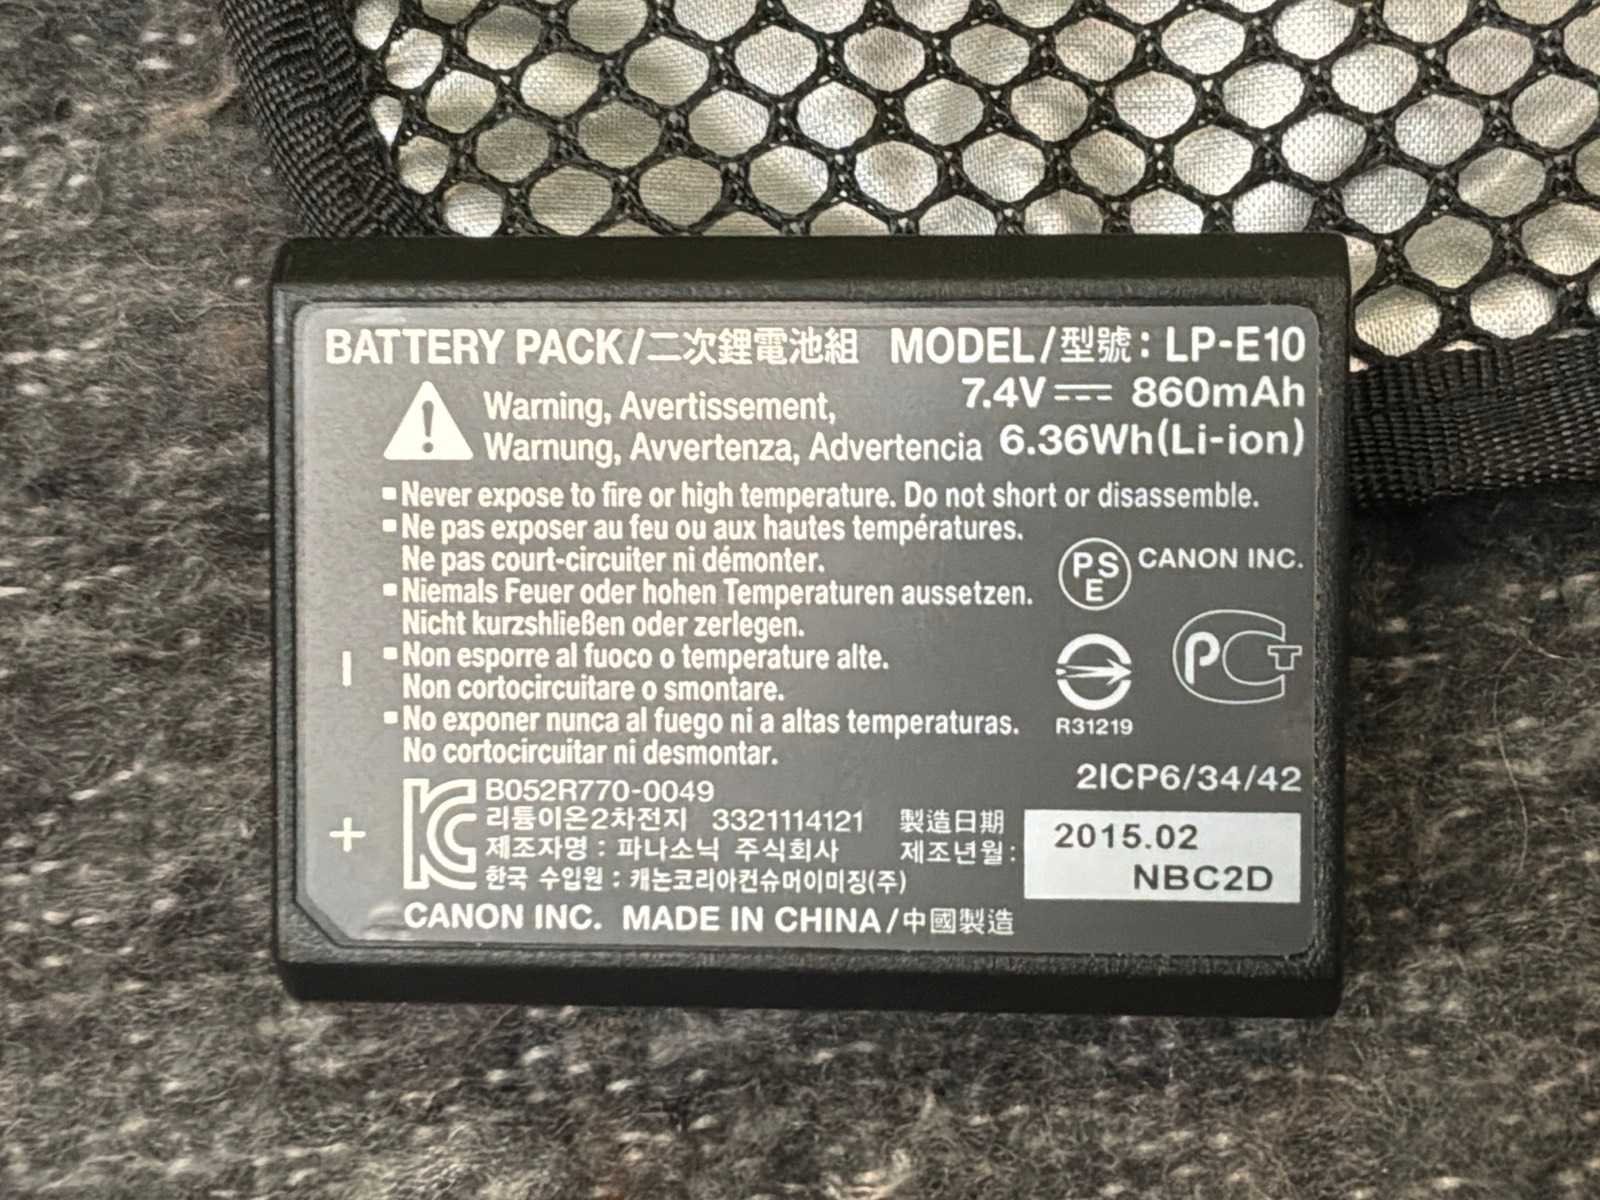 BATTERY PACK/二次鋰電池組 MODEL/型號: LP-E10
7.4V 860mAh
Warning, Avertissement,
Warnung, Avvertenza, Advertencia 6.36Wh(Li-ion)
Never expose to fire or high temperature. Do not short or disassemble.
Ne pas exposer au feu ou aux hautes températures.
Ne pas court-circuiter ni démonter.
PS
E
CANON INC.
Niemals Feuer oder hohen Temperaturen aussetzen.
Nicht kurzshließen oder zerlegen.
Non esporre al fuoco o temperature alte.
Non cortocircuitare o smontare.
PCT
No exponer nunca al fuego ni a altas temperaturas.
R31219
No cortocircuitar ni desmontar.
2ICP6/34/42
B052R770-0049
리튬이온2차전지 3321114121 製造日期
제조자명 : 파나소닉 주식회사 제조년월 :
2015.02
NBC2D
한국 수입원 : 캐논코리아컨슈머이미징(주)
CANON INC. MADE IN CHINA/中國製造